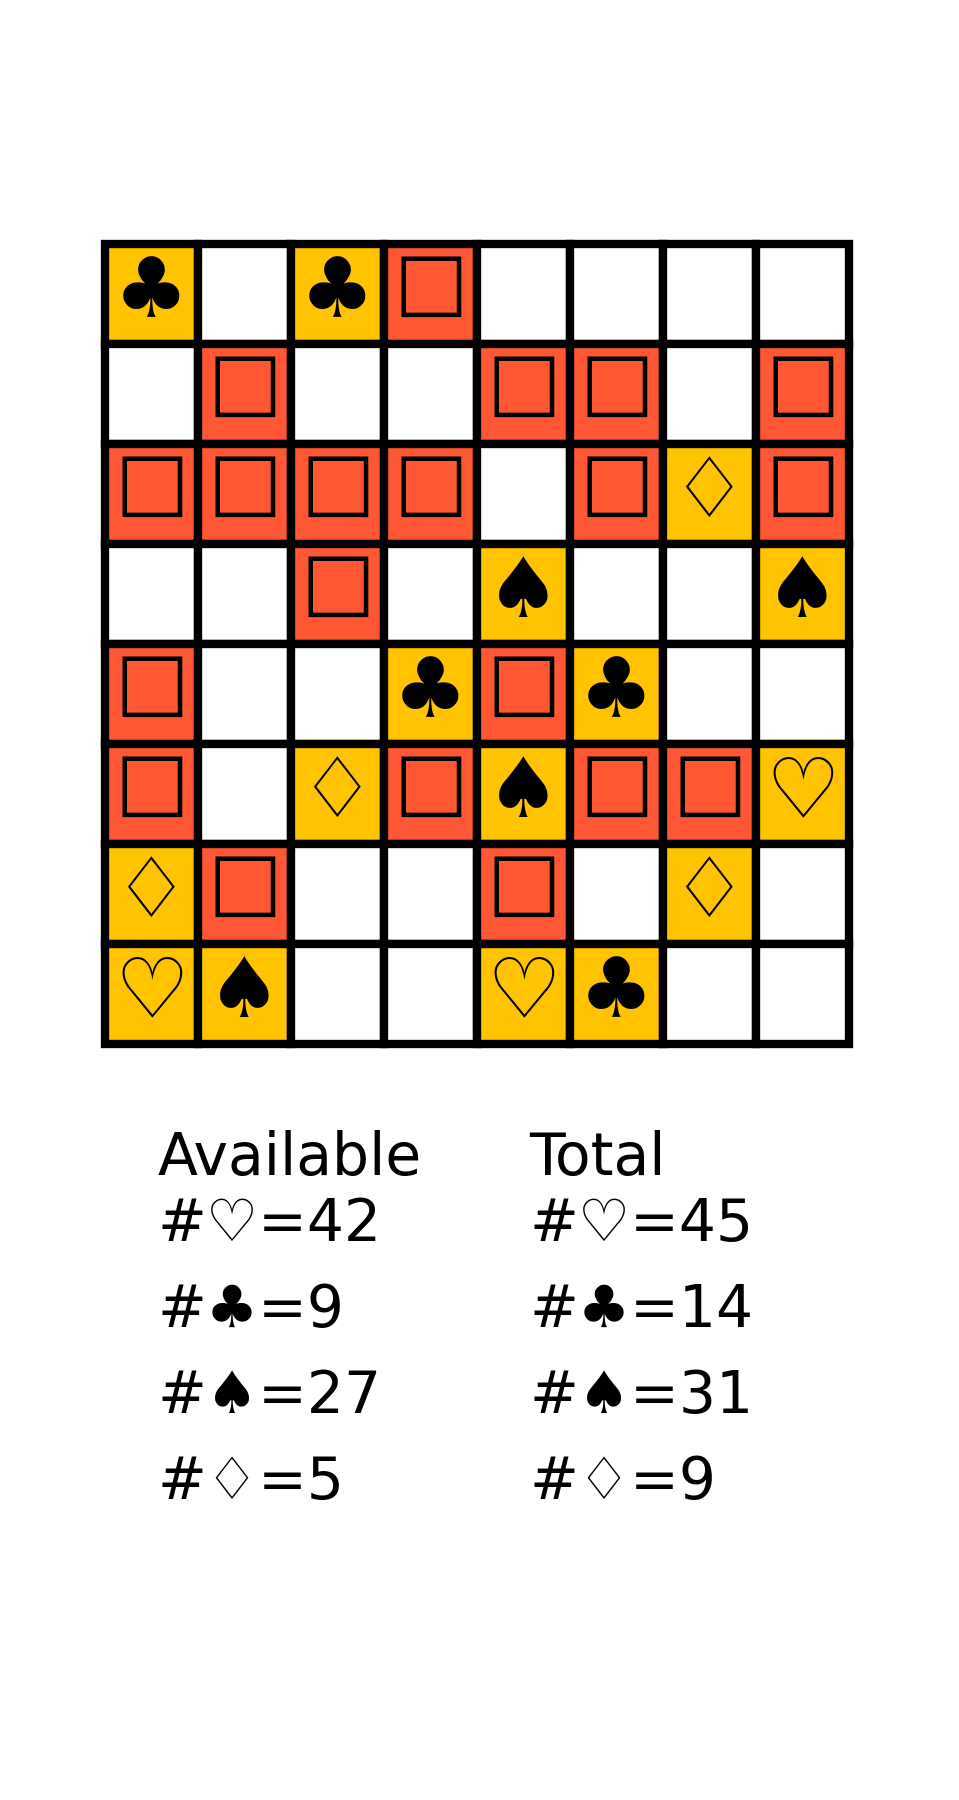 ♣ ♣ □
□ □ □ □
□ □ □ □ □ ♢ □
□ ♠ ♠
□ ♣ □ ♣
□ ♢ □ ♠ □ □ ♡
♢ □ □ ♢
♡ ♠ ♡ ♣
Available Total
#♡=42 #♡=45
#♣=9 #♣=14
#♠=27 #♠=31
#♢=5 #♢=9